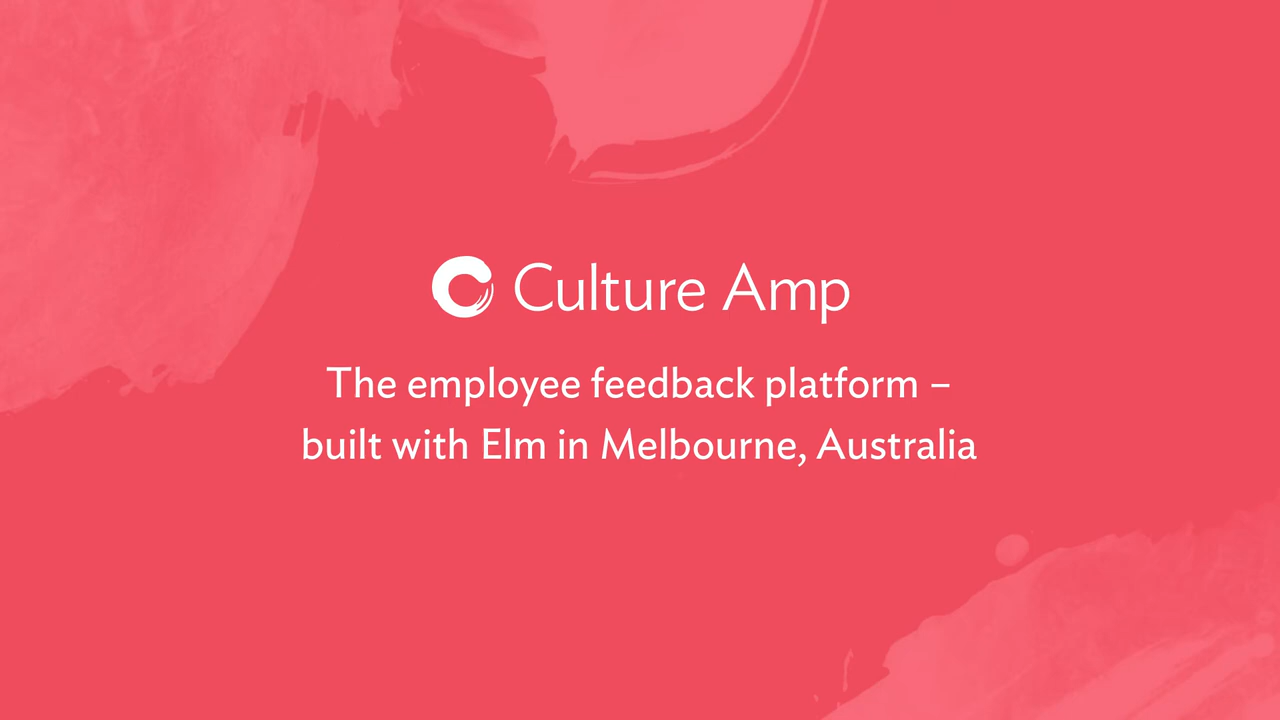 Culture Amp
The employee feedback platform –
built with Elm in Melbourne, Australia